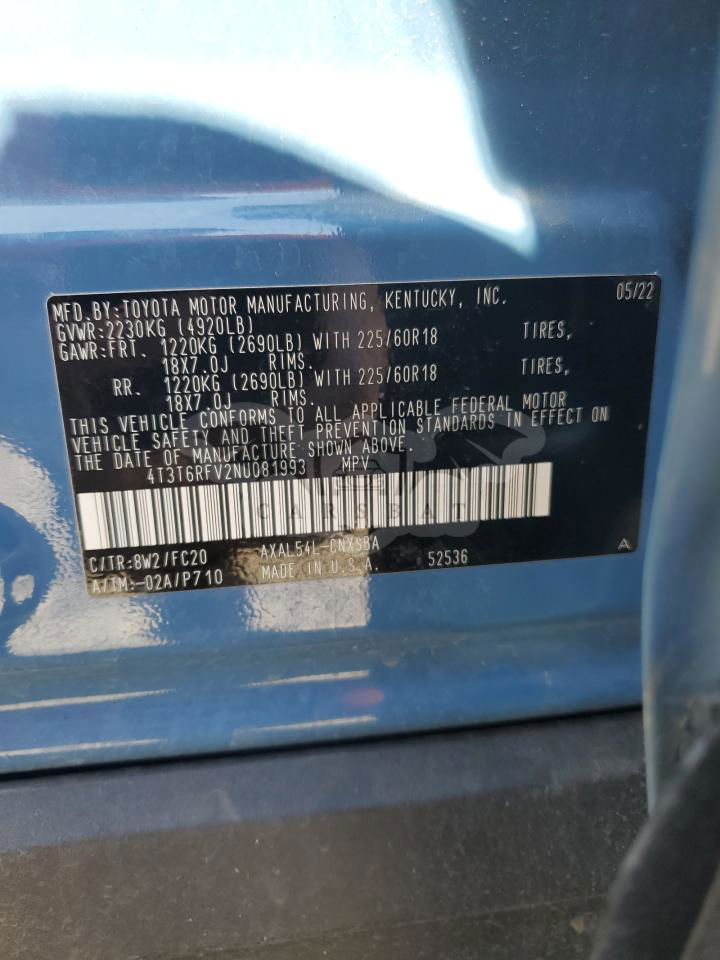 MFD.BY:TOYOTA MOTOR MANUFACTURING, KENTUCKY, INC. 05/22
GVWR:2230KG (4920LB)
GAWR:FRT. 1220KG (2690LB) WITH 225/60R18 TIRES,
18X7.0J RIMS.
RR. 1220KG (2690LB) WITH 225/60R18 TIRES,
18X7.0J RIMS.
THIS VEHICLE CONFORMS TO ALL APPLICABLE FEDERAL MOTOR
VEHICLE SAFETY AND THEFT PREVENTION STANDARDS IN EFFECT ON
THE DATE OF MANUFACTURE SHOWN ABOVE.
4T3T6RFV2NU081993 MPV
CARSBAT
C/TR:8W2/FC20 AXAL54L-CNXSBA
A/TM:-02A/P710 MADE IN U.S.A. 52536 A